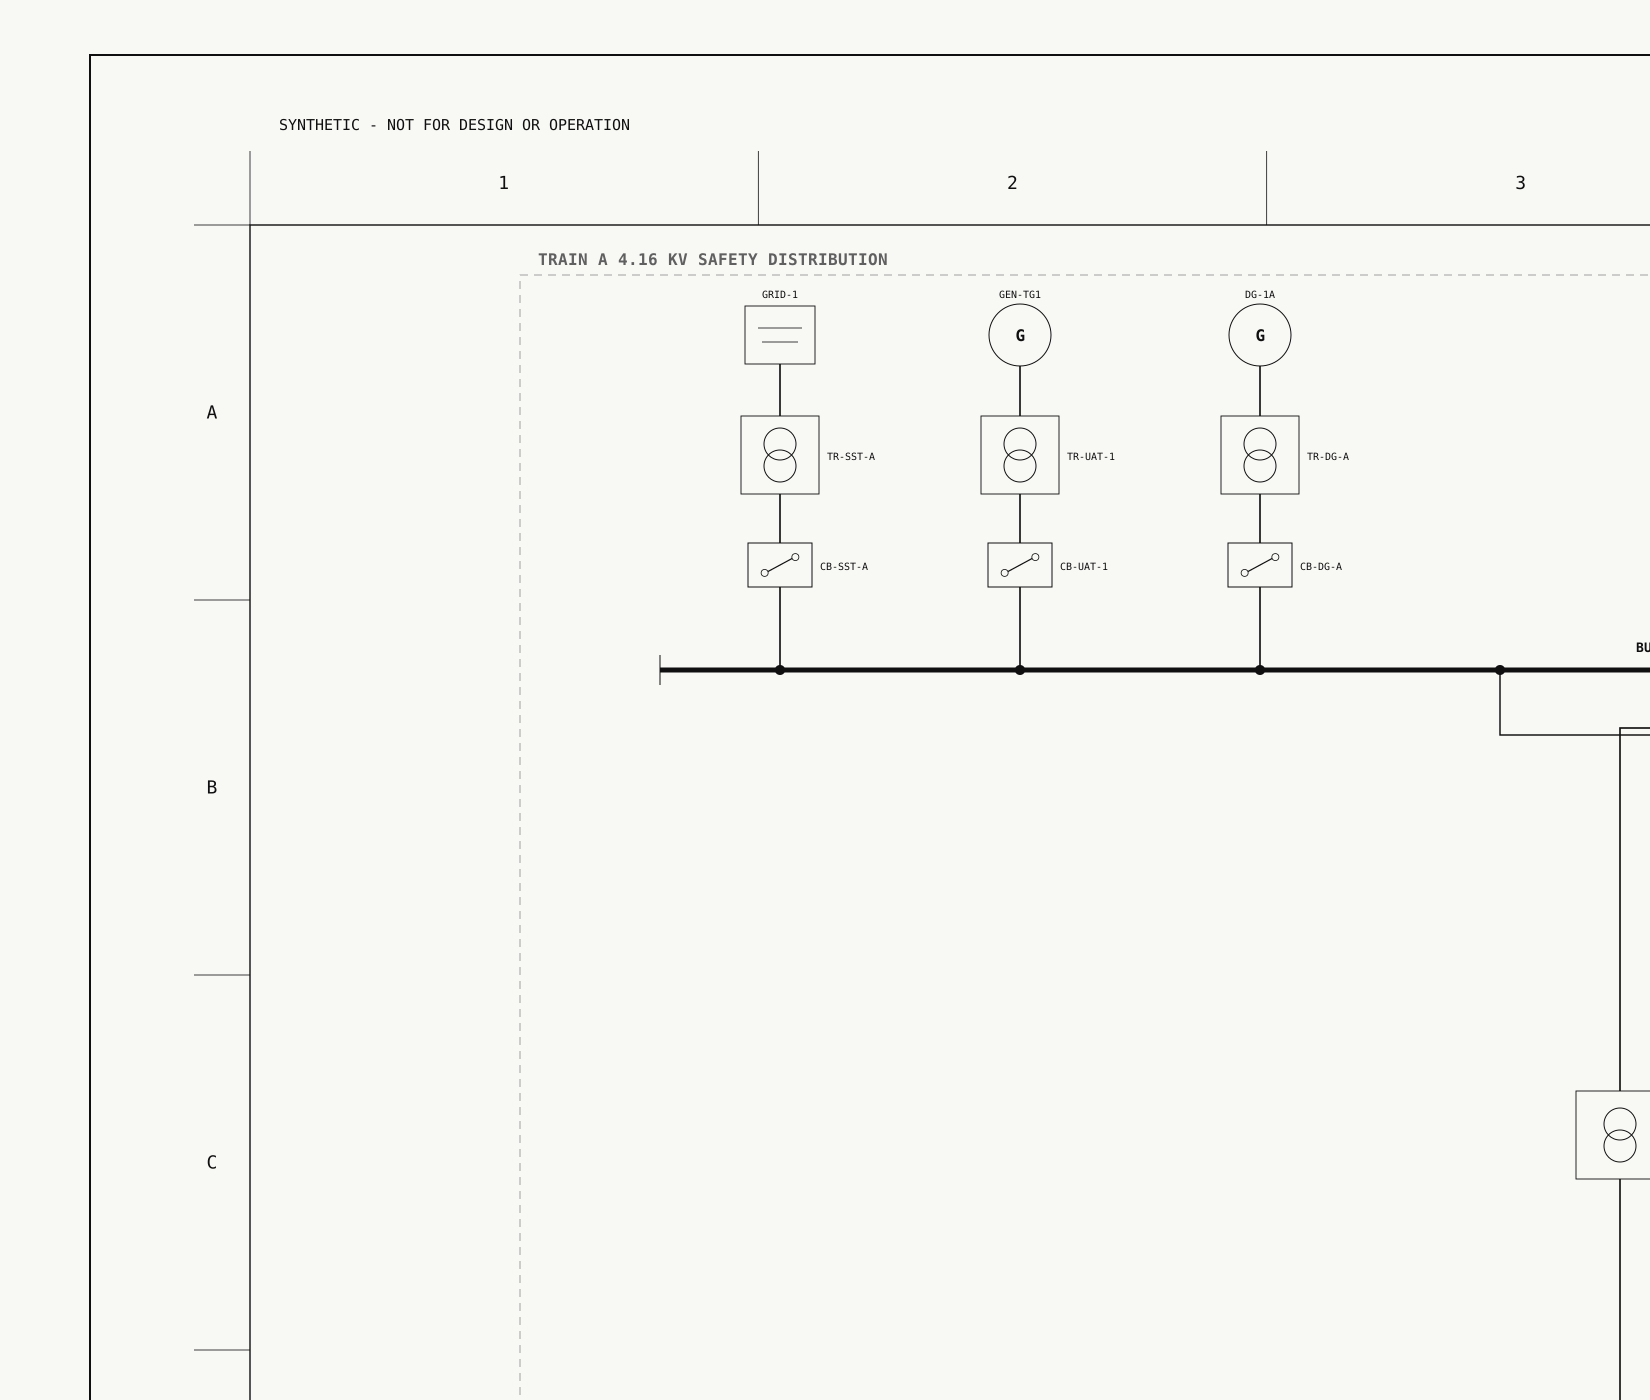 SYNTHETIC - NOT FOR DESIGN OR OPERATION
1 2 3
TRAIN A 4.16 KV SAFETY DISTRIBUTION
GRID-1 GEN-TG1 DG-1A
G G
A
TR-SST-A TR-UAT-1 TR-DG-A
CB-SST-A CB-UAT-1 CB-DG-A
BU
B
C